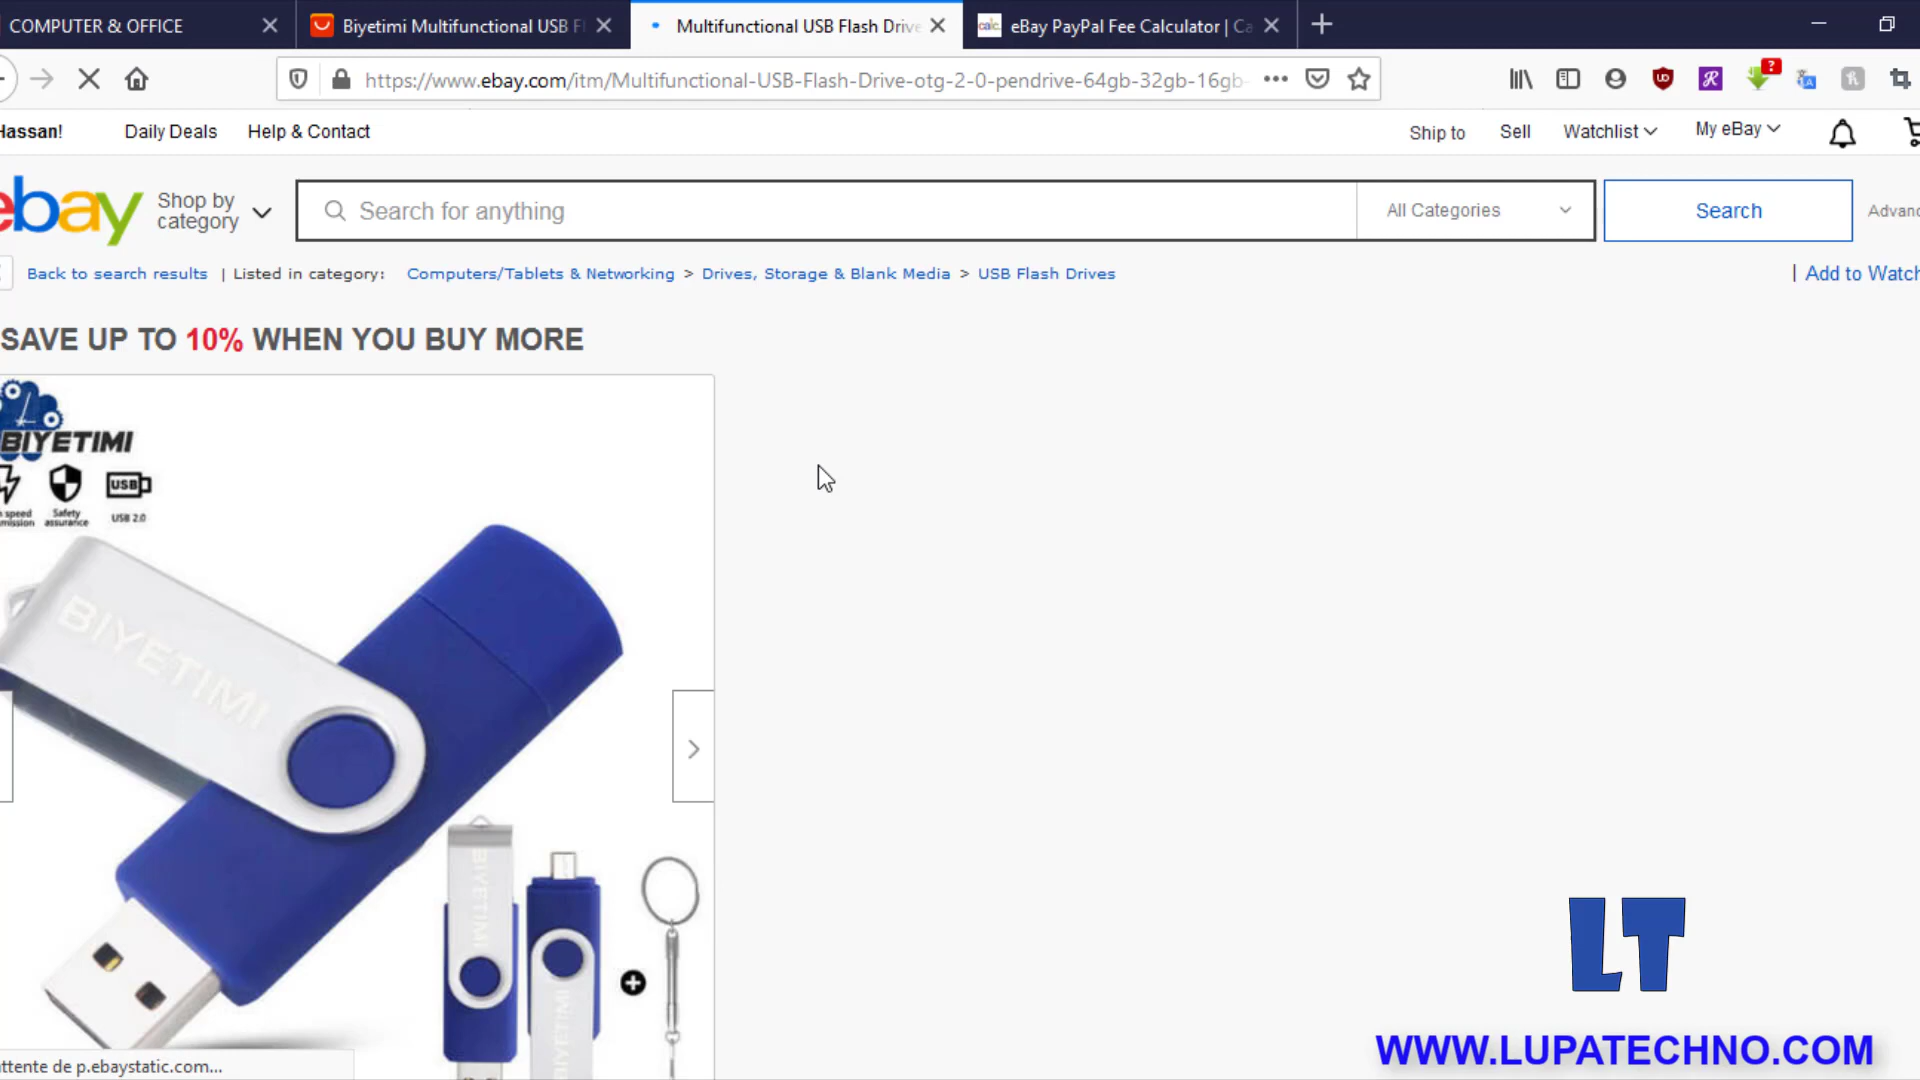 COMPUTER & OFFICE
Biyetimi Multifunctional USB Fl
Multifunctional USB Flash Drive
calc. eBay PayPal Fee Calculator | Ca
https://www.ebay.com/itm/Multifunctional-USB-Flash-Drive-otg-2-0-pendrive-64gb-32gb-16gb-
Hassan! Daily Deals Help & Contact
Ship to Sell Watchlist My eBay
ebay
Shop by
category
Search for anything
All Categories
Search
Advanc
Back to search results | Listed in category: Computers/Tablets & Networking > Drives, Storage & Blank Media > USB Flash Drives
| Add to Watch
SAVE UP TO 10% WHEN YOU BUY MORE
BIYETIMI
USB
speed
mission
Safety
assurance
USB 2.0
BIYETIMI
BIYETIMI
BIYETIMI
LT
attente de p.ebaystatic.com...
WWW.LUPATECHNO.COM